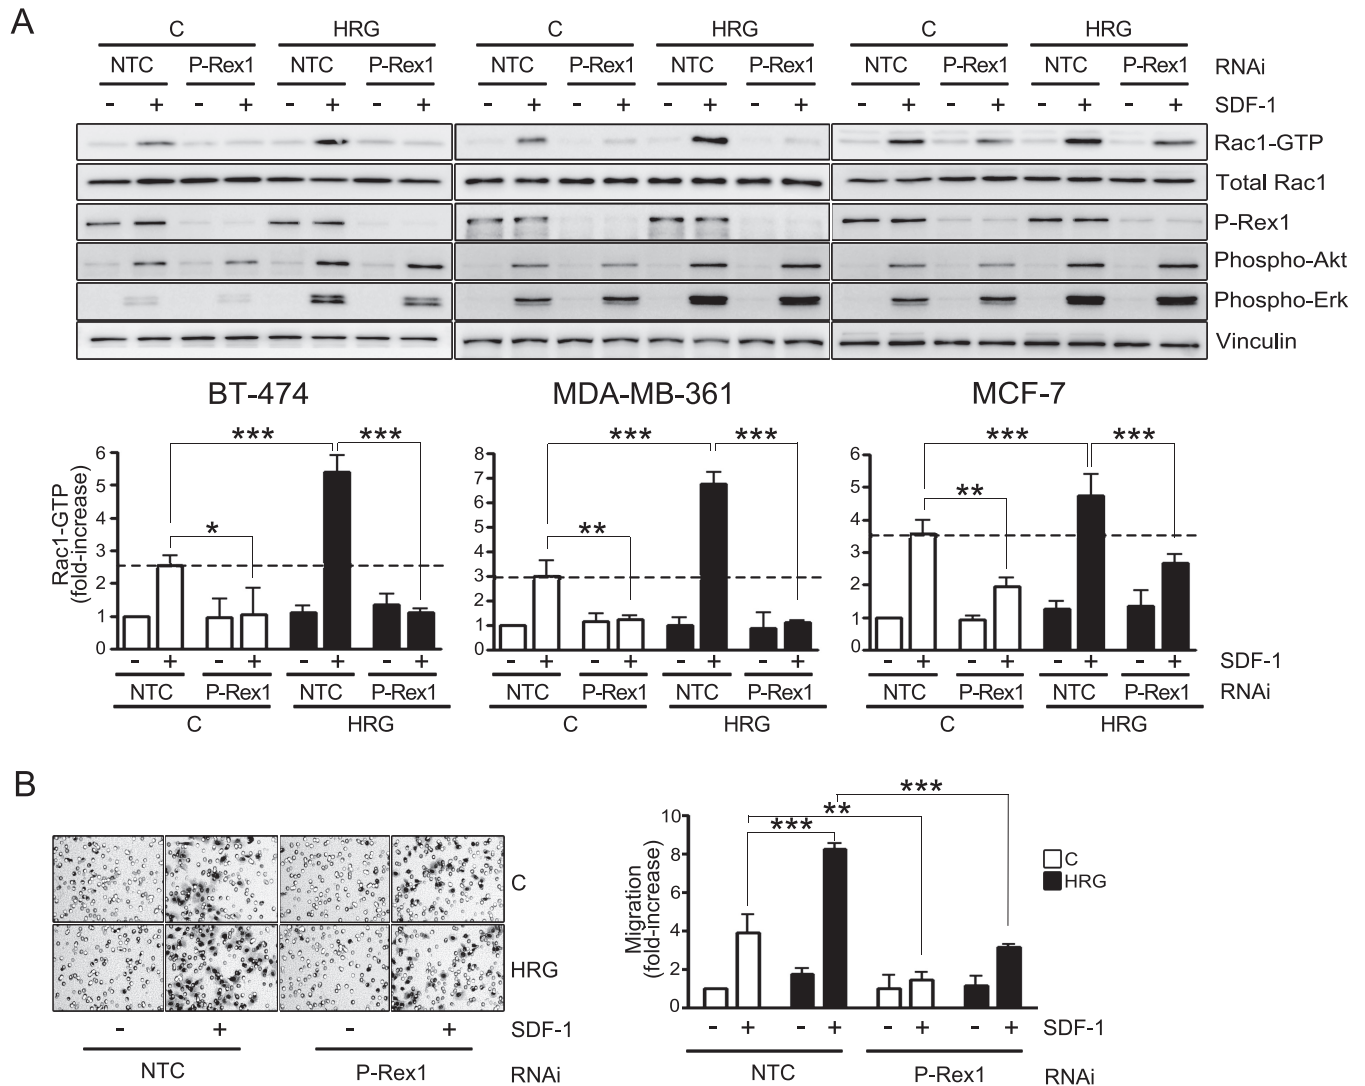 A
C HRG C HRG C HRG
NTC P-Rex1 NTC P-Rex1 NTC P-Rex1 NTC P-Rex1 NTC P-Rex1 NTC P-Rex1 RNAi
- + - + - + - + - + - + - + - + - + - + - + - + SDF-1
Rac1-GTP
Total Rac1
P-Rex1
Phospho-Akt
Phospho-Erk
Vinculin
BT-474 MDA-MB-361 MCF-7
Rac1-GTP
(fold-increase)
6
5
4
3
2
1
0
*** ***
*
8
7
6
5
4
3
2
1
0
*** ***
**
6
5
4
3
2
1
0
*** ***
**
- + - + - + - + - + - + - + - + - + - + - + - + SDF-1
NTC P-Rex1 NTC P-Rex1 NTC P-Rex1 NTC P-Rex1 NTC P-Rex1 NTC P-Rex1 RNAi
C HRG C HRG C HRG
B
C
HRG
- + - + SDF-1
NTC P-Rex1 RNAi
Migration
(fold-increase)
10
8
6
4
2
0
***
**
***
C
HRG
- + - + - + - + SDF-1
NTC P-Rex1 RNAi